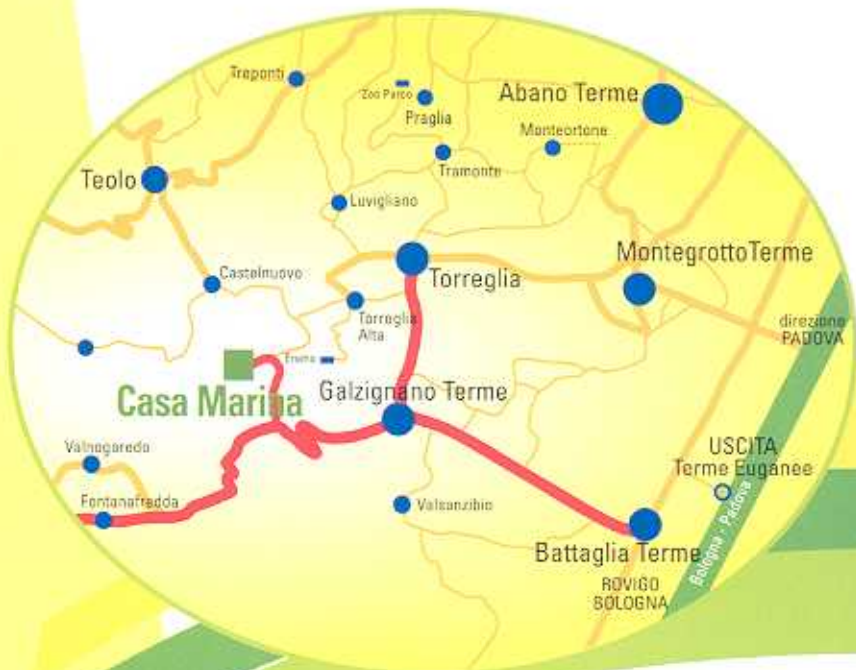 Treponti
Zoo Parco
Praglia
Abano Terme
Monteortone
Tramonte
Teolo
Luvigliano
Castelnuovo
Torreglia
MontegrottoTerme
Torreglia
Alta
direzione
PADOVA
Eremo
Casa Marina
Galzignano Terme
Valnogaredo
Fontanafredda
Valsanzibio
USCITA
Terme Euganee
Bologna - Padova
Battaglia Terme
ROVIGO
BOLOGNA